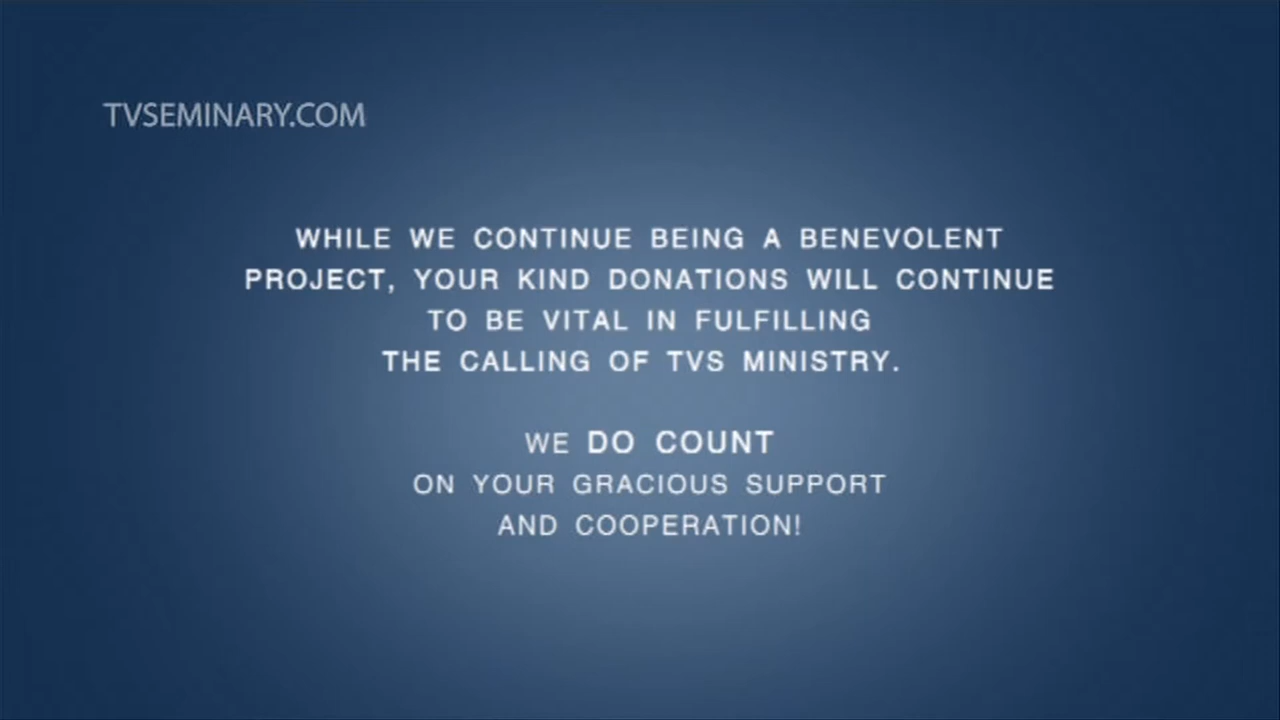 TVSEMINARY.COM
WHILE WE CONTINUE BEING A BENEVOLENT
PROJECT, YOUR KIND DONATIONS WILL CONTINUE
TO BE VITAL IN FULFILLING
THE CALLING OF TVS MINISTRY.
WE DO COUNT
ON YOUR GRACIOUS SUPPORT
AND COOPERATION!